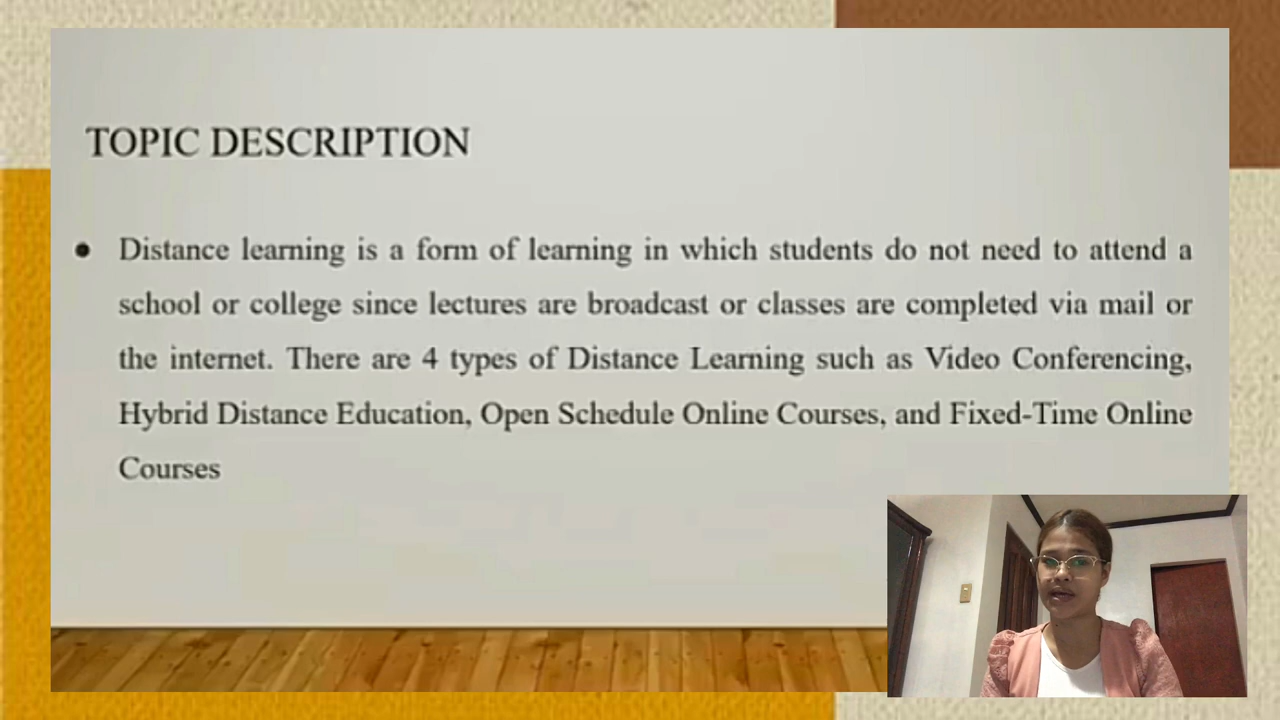 TOPIC DESCRIPTION
● Distance learning is a form of learning in which students do not need to attend a
school or college since lectures are broadcast or classes are completed via mail or
the internet. There are 4 types of Distance Learning such as Video Conferencing,
Hybrid Distance Education, Open Schedule Online Courses, and Fixed-Time Online
Courses